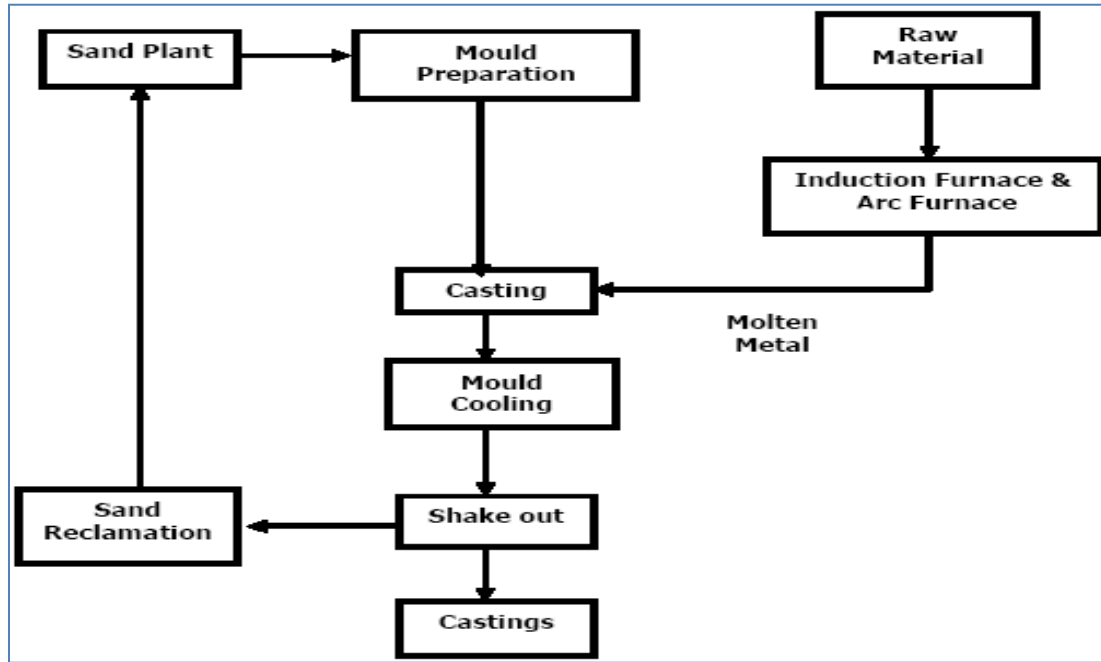 Sand Plant
Mould
Preparation
Raw
Material
Induction Furnace &
Arc Furnace
Casting
Molten
Metal
Mould
Cooling
Sand
Reclamation
Shake out
Castings